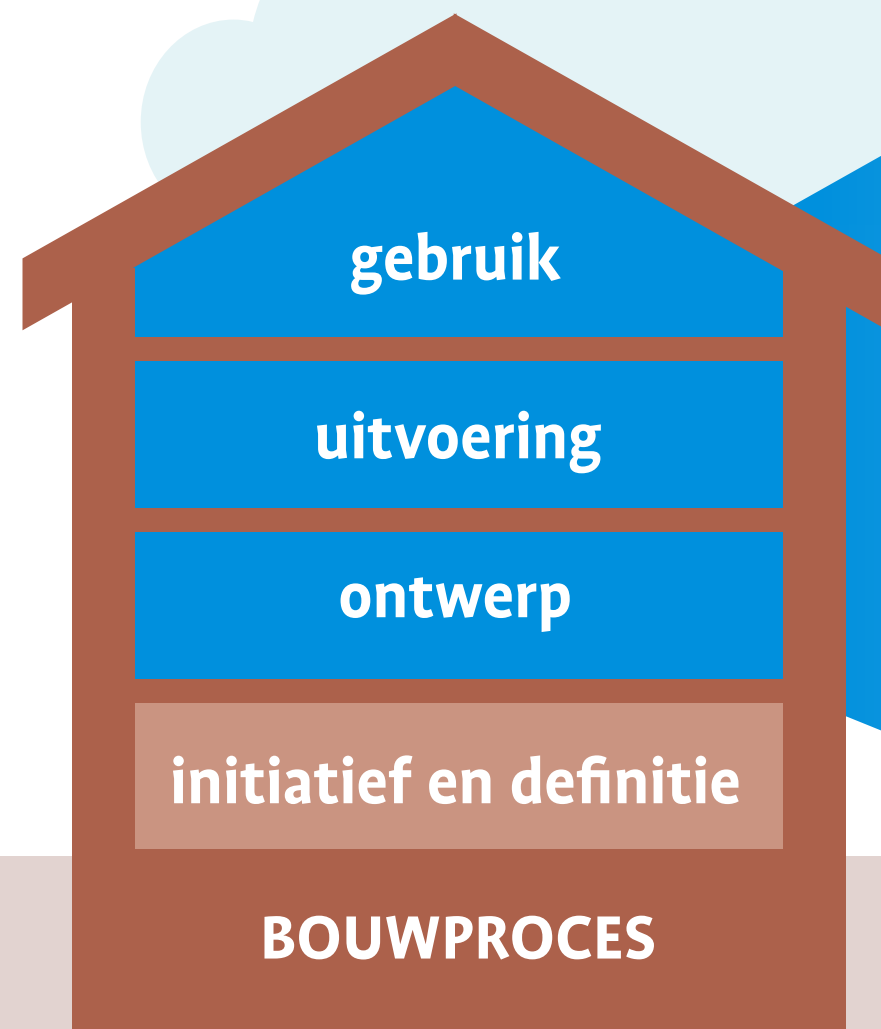 gebruik
uitvoering
ontwerp
initiatief en definitie
BOUWPROCES